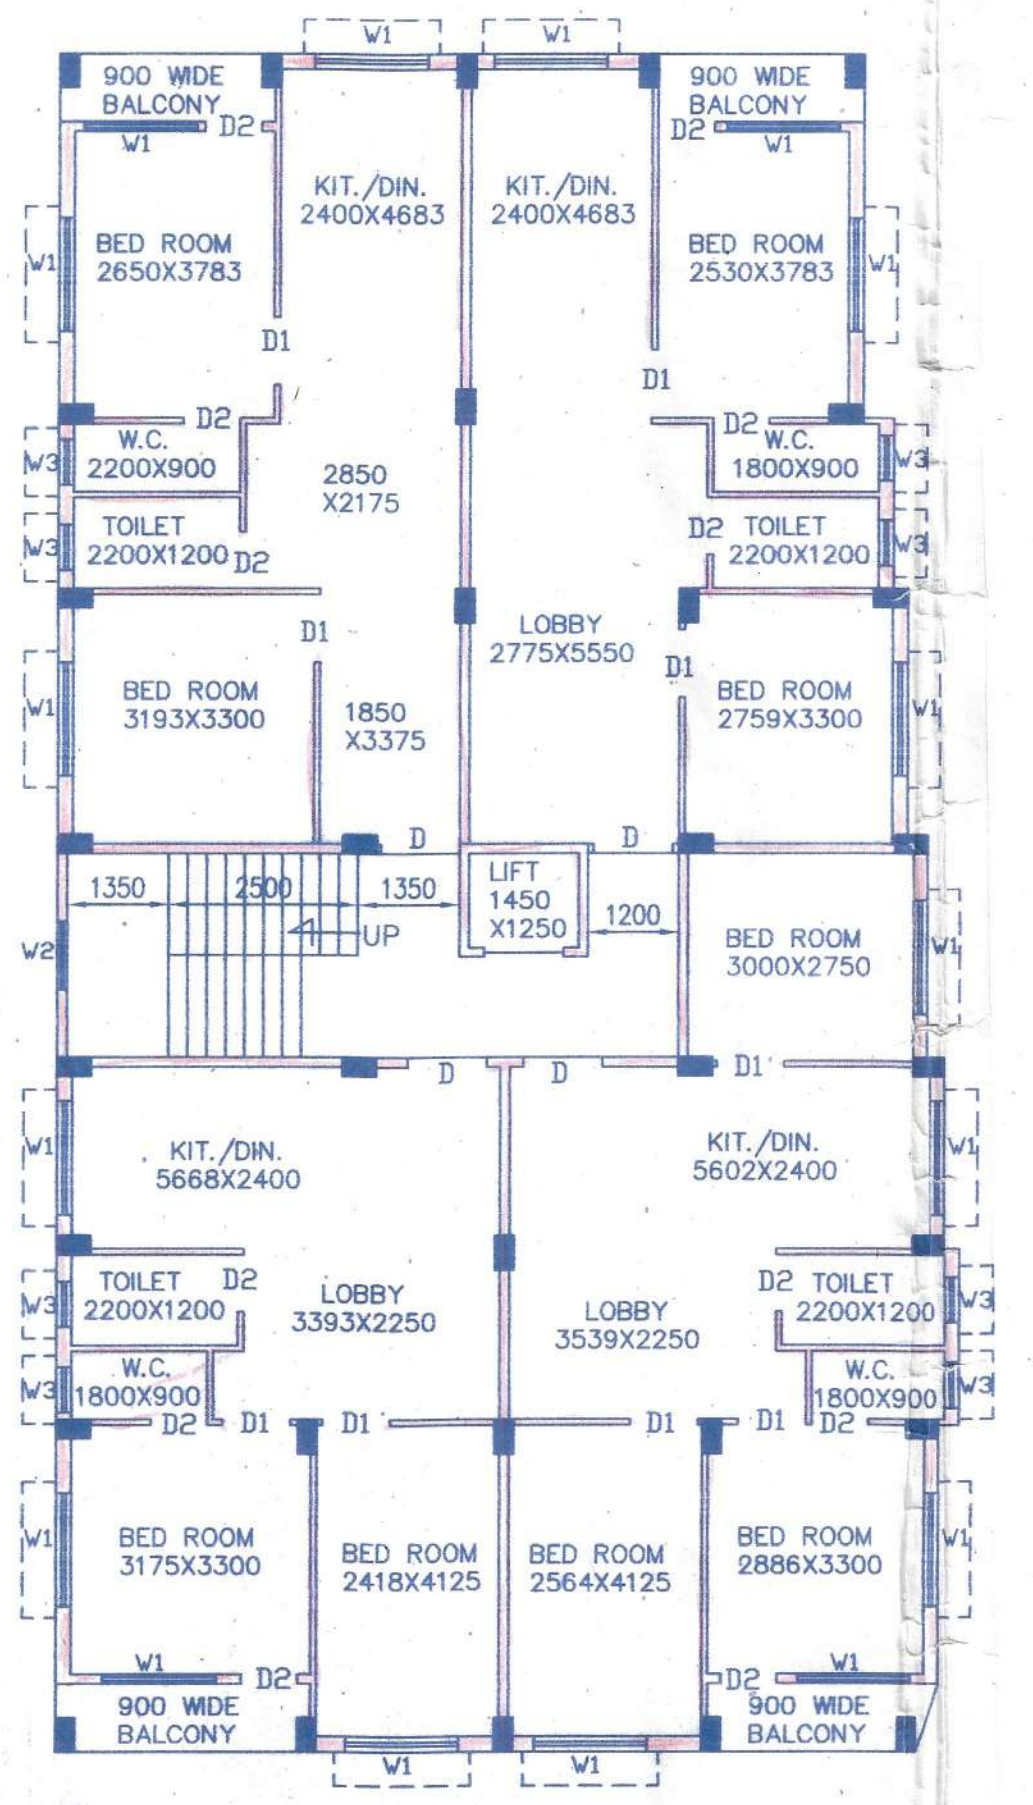 W1 W1
900 WIDE
BALCONY
900 WIDE
BALCONY
D2 D2
W1 W1
KIT./DIN.
2400X4683
KIT./DIN.
2400X4683
BED ROOM
2650X3783
BED ROOM
2530X3783
W1 W1
D1
D1
D2 D2
W.C.
2200X900
W.C.
1800X900
W3 W3
2850
X2175
TOILET
2200X1200
D2
D2
TOILET
2200X1200
W3 W3
D1
LOBBY
2775X5550
D1
BED ROOM
3193X3300
BED ROOM
2759X3300
W1 W1
1850
X3375
D D
1350 2500 1350
LIFT
1450
X1250
1200
UP
W2
BED ROOM
3000X2750
W1
D D D1
KIT./DIN.
5668X2400
KIT./DIN.
5602X2400
W1 W1
TOILET
2200X1200
D2
D2
TOILET
2200X1200
W3 W3
LOBBY
3393X2250
LOBBY
3539X2250
W.C.
1800X900
W.C.
1800X900
W3 W3
D2 D1 D1 D1 D1 D2
BED ROOM
3175X3300
BED ROOM
2418X4125
BED ROOM
2564X4125
BED ROOM
2886X3300
W1 W1
W1 D2 D2 W1
900 WIDE
BALCONY
900 WIDE
BALCONY
W1 W1